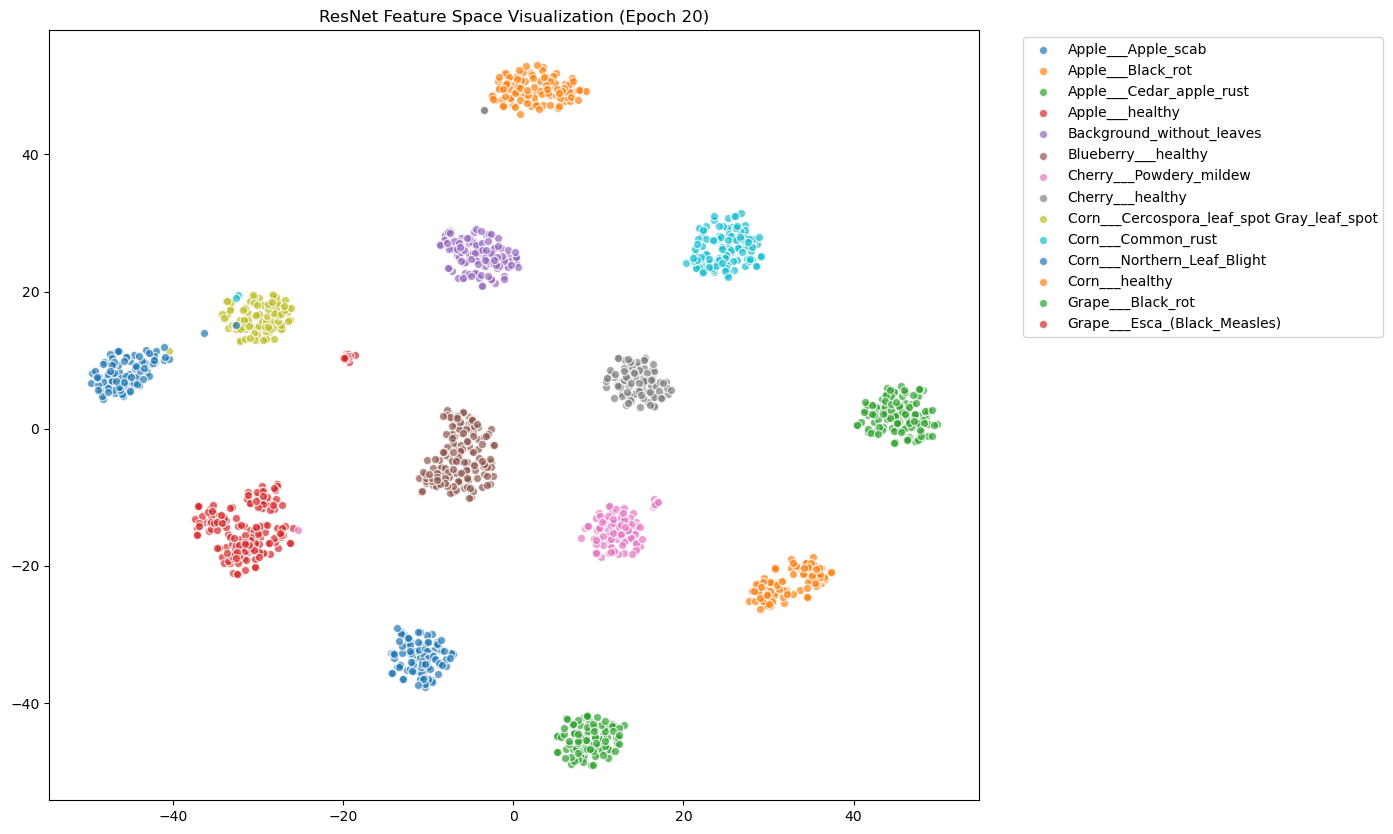 ResNet Feature Space Visualization (Epoch 20)
40
20
0
−20
−40
−40
−20
0
20
40
Apple___Apple_scab
Apple___Black_rot
Apple___Cedar_apple_rust
Apple___healthy
Background_without_leaves
Blueberry___healthy
Cherry___Powdery_mildew
Cherry___healthy
Corn___Cercospora_leaf_spot Gray_leaf_spot
Corn___Common_rust
Corn___Northern_Leaf_Blight
Corn___healthy
Grape___Black_rot
Grape___Esca_(Black_Measles)